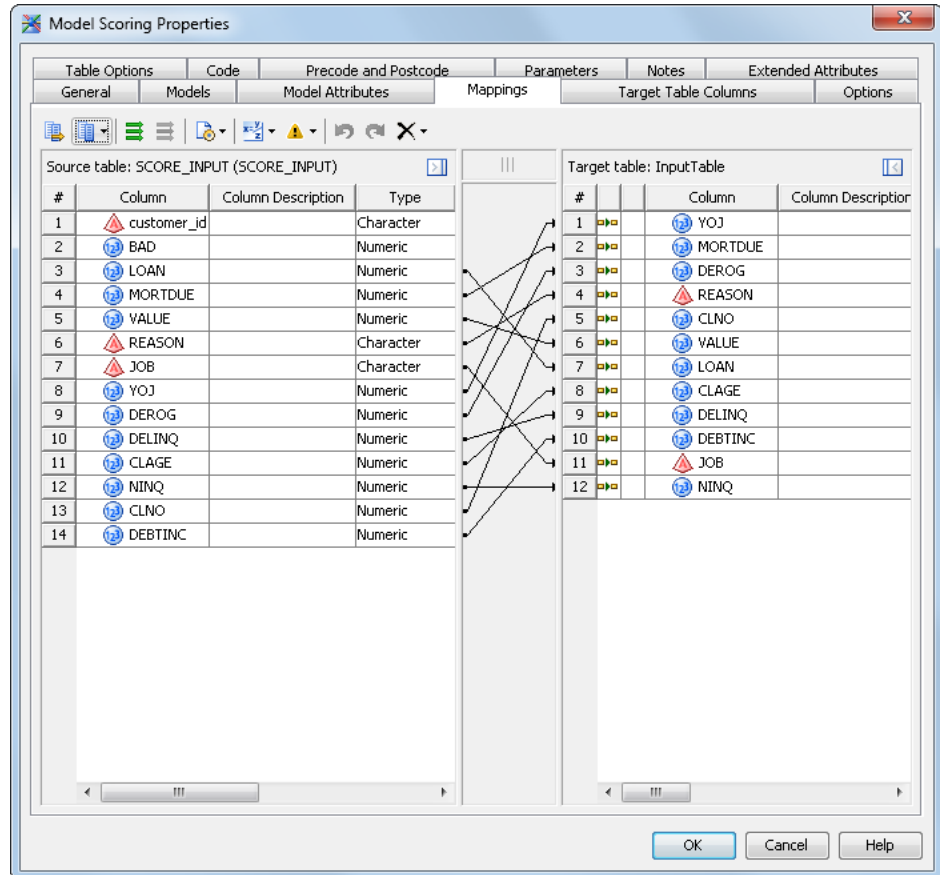 Model Scoring Properties
Table Options Code Precode and Postcode Parameters Notes Extended Attributes
General Models Model Attributes Mappings Target Table Columns Options
Source table: SCORE_INPUT (SCORE_INPUT) Target table: InputTable
# Column Column Description Type # Column Column Description
1 customer_id Character 1 YOJ
2 BAD Numeric 2 MORTDUE
3 LOAN Numeric 3 DEROG
4 MORTDUE Numeric 4 REASON
5 VALUE Numeric 5 CLNO
6 REASON Character 6 VALUE
7 JOB Character 7 LOAN
8 YOJ Numeric 8 CLAGE
9 DEROG Numeric 9 DELINQ
10 DELINQ Numeric 10 DEBTINC
11 CLAGE Numeric 11 JOB
12 NINQ Numeric 12 NINQ
13 CLNO Numeric
14 DEBTINC Numeric
OK Cancel Help